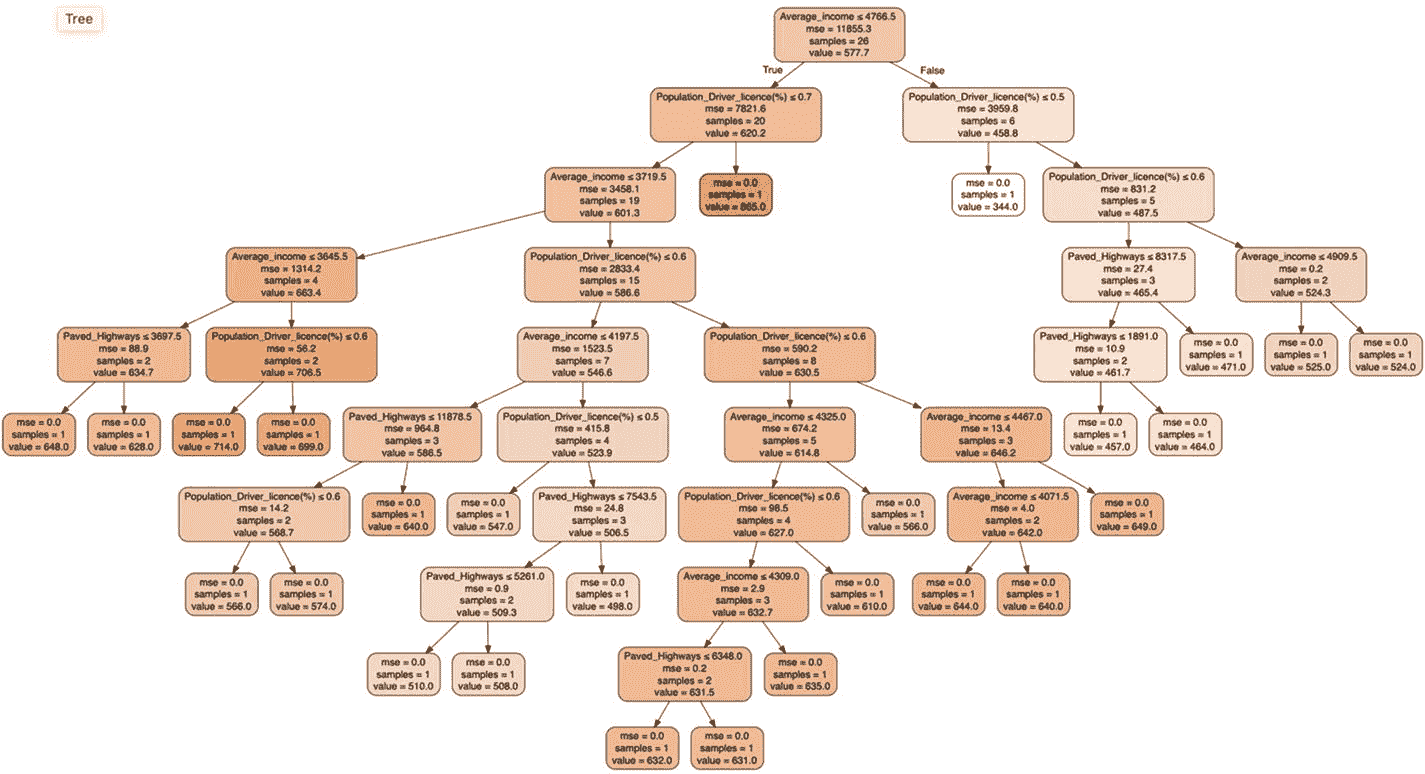 Tree
Average_income ≤ 4766.5
mse = 11855.3
samples = 26
value = 577.7
True
False
Population_Driver_licence(%) ≤ 0.7
mse = 7821.6
samples = 20
value = 620.2
Population_Driver_licence(%) ≤ 0.5
mse = 3959.8
samples = 6
value = 458.8
Average_income ≤ 3719.5
mse = 3458.1
samples = 19
value = 601.3
mse = 0.0
samples = 1
value = 865.0
mse = 0.0
samples = 1
value = 344.0
Population_Driver_licence(%) ≤ 0.6
mse = 831.2
samples = 5
value = 487.5
Average_income ≤ 3645.5
mse = 1314.2
samples = 4
value = 663.4
Population_Driver_licence(%) ≤ 0.6
mse = 2833.4
samples = 15
value = 586.6
Paved_Highways ≤ 8317.5
mse = 27.4
samples = 3
value = 465.4
Average_income ≤ 4909.5
mse = 0.2
samples = 2
value = 524.3
Paved_Highways ≤ 3697.5
mse = 88.9
samples = 2
value = 634.7
Population_Driver_licence(%) ≤ 0.6
mse = 56.2
samples = 2
value = 706.5
Average_income ≤ 4197.5
mse = 1523.5
samples = 7
value = 546.6
Population_Driver_licence(%) ≤ 0.6
mse = 590.2
samples = 8
value = 630.5
Paved_Highways ≤ 1891.0
mse = 10.9
samples = 2
value = 461.7
mse = 0.0
samples = 1
value = 471.0
mse = 0.0
samples = 1
value = 525.0
mse = 0.0
samples = 1
value = 524.0
mse = 0.0
samples = 1
value = 648.0
mse = 0.0
samples = 1
value = 628.0
mse = 0.0
samples = 1
value = 714.0
mse = 0.0
samples = 1
value = 699.0
Paved_Highways ≤ 11878.5
mse = 964.8
samples = 3
value = 586.5
Population_Driver_licence(%) ≤ 0.5
mse = 415.8
samples = 4
value = 523.9
Average_income ≤ 4325.0
mse = 674.2
samples = 5
value = 614.8
Average_income ≤ 4467.0
mse = 13.4
samples = 3
value = 646.2
mse = 0.0
samples = 1
value = 457.0
mse = 0.0
samples = 1
value = 464.0
Population_Driver_licence(%) ≤ 0.6
mse = 14.2
samples = 2
value = 568.7
mse = 0.0
samples = 1
value = 640.0
mse = 0.0
samples = 1
value = 547.0
Paved_Highways ≤ 7543.5
mse = 24.8
samples = 3
value = 506.5
Population_Driver_licence(%) ≤ 0.6
mse = 98.5
samples = 4
value = 627.0
mse = 0.0
samples = 1
value = 566.0
Average_income ≤ 4071.5
mse = 4.0
samples = 2
value = 642.0
mse = 0.0
samples = 1
value = 649.0
mse = 0.0
samples = 1
value = 566.0
mse = 0.0
samples = 1
value = 574.0
Paved_Highways ≤ 5261.0
mse = 0.9
samples = 2
value = 509.3
mse = 0.0
samples = 1
value = 498.0
Average_income ≤ 4309.0
mse = 2.9
samples = 3
value = 632.7
mse = 0.0
samples = 1
value = 610.0
mse = 0.0
samples = 1
value = 644.0
mse = 0.0
samples = 1
value = 640.0
mse = 0.0
samples = 1
value = 510.0
mse = 0.0
samples = 1
value = 508.0
Paved_Highways ≤ 6348.0
mse = 0.2
samples = 2
value = 631.5
mse = 0.0
samples = 1
value = 635.0
mse = 0.0
samples = 1
value = 632.0
mse = 0.0
samples = 1
value = 631.0